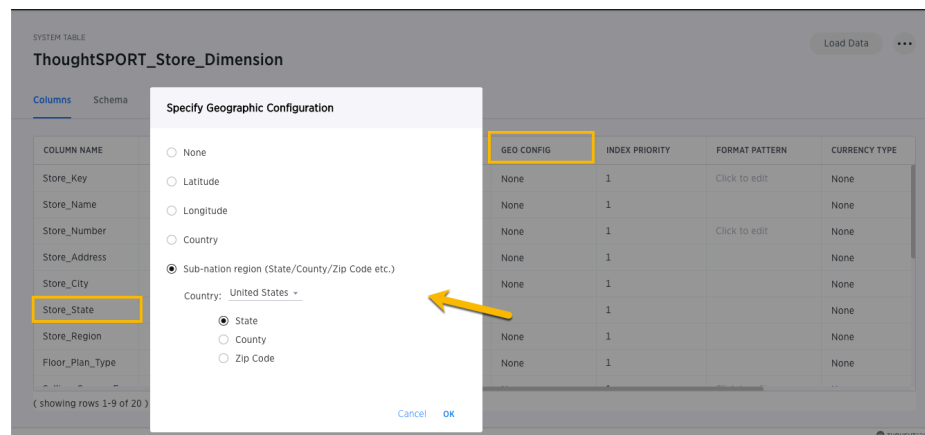 SYSTEM TABLE
ThoughtSPORT_Store_Dimension
Load Data
Columns Schema
Specify Geographic Configuration
COLUMN NAME GEO CONFIG INDEX PRIORITY FORMAT PATTERN CURRENCY TYPE
None
Store_Key None 1 Click to edit None
Latitude
Store_Name None 1 None
Longitude
Store_Number None 1 Click to edit None
Country
Store_Address None 1 None
Sub-nation region (State/County/Zip Code etc.)
Store_City None 1 None
Country: United States
Store_State 1 None
State
Store_Region None 1 None
County
Floor_Plan_Type None 1 None
Zip Code
( showing rows 1-9 of 20 )
Cancel OK